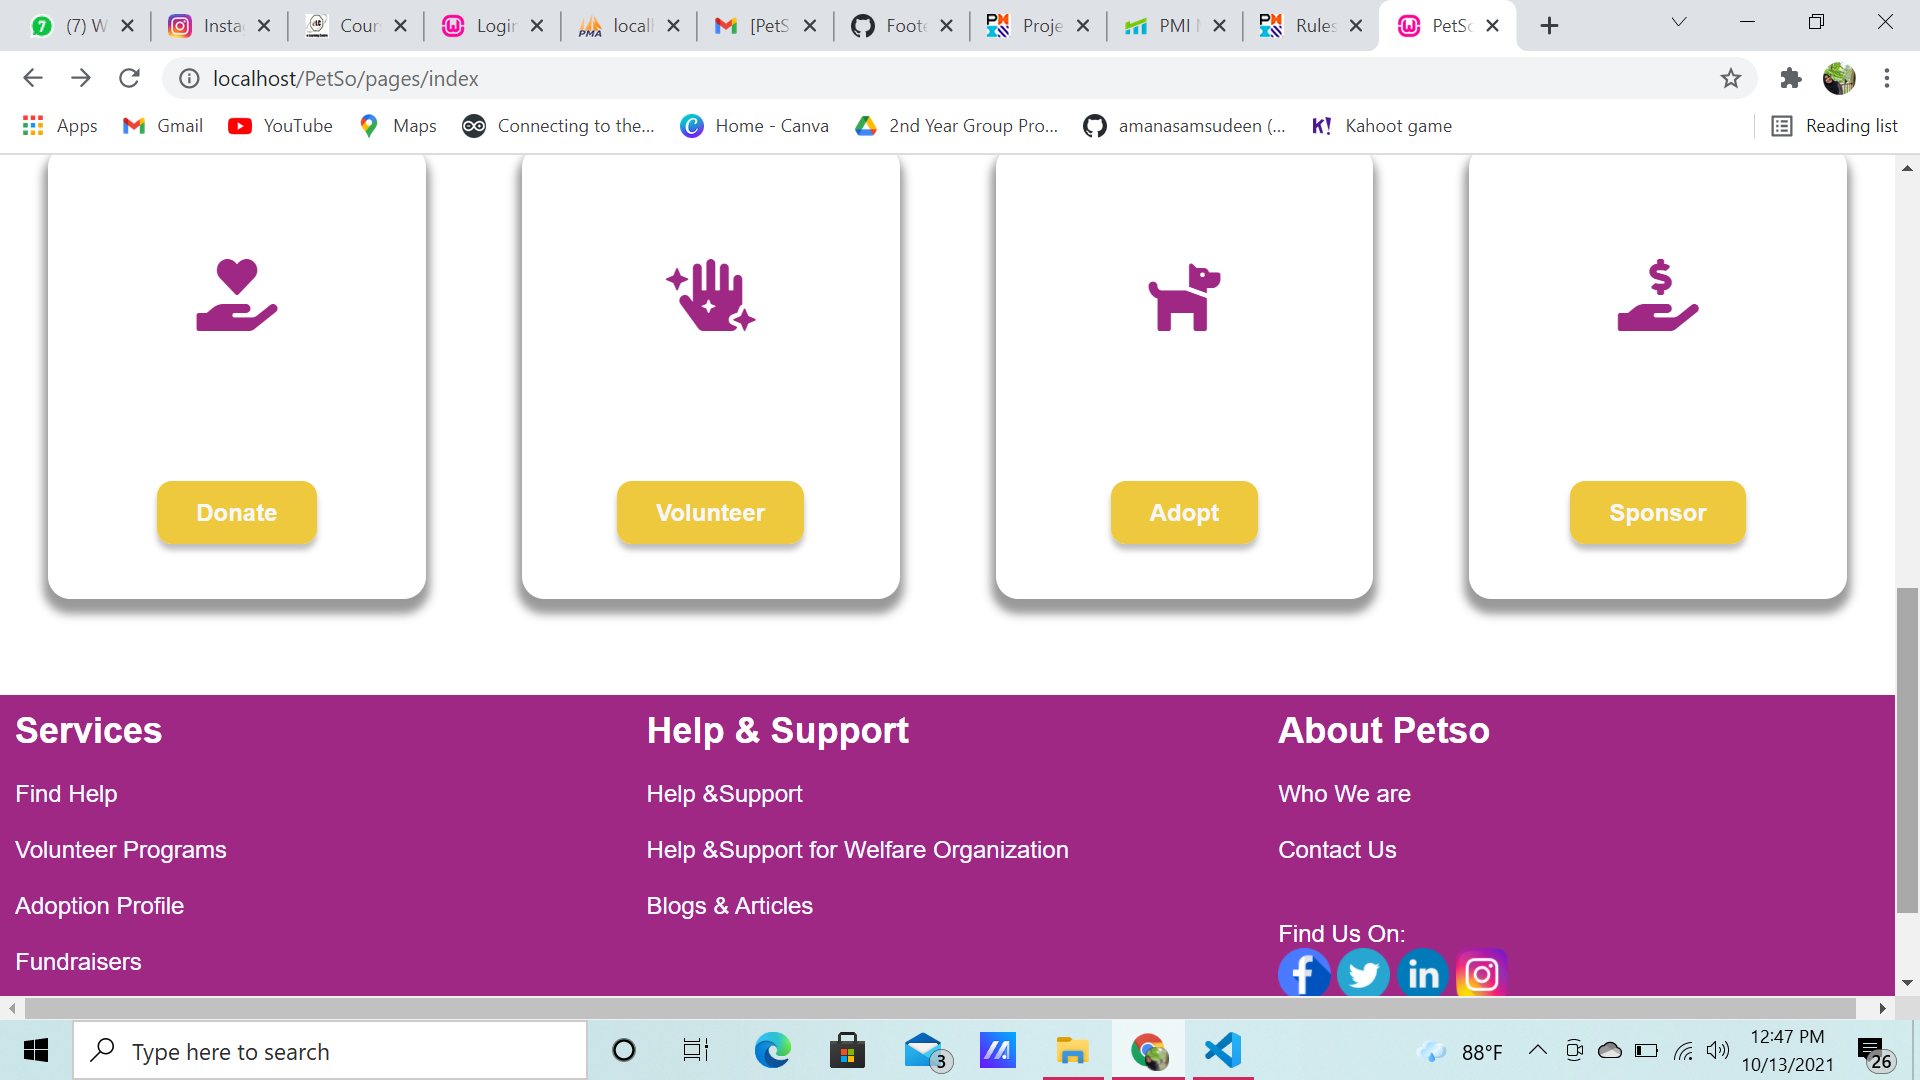 (7) W
Insta
Cour
Login
PMA
local
[PetS
Foote
Proje
PMI
Rules
PetSo
localhost/PetSo/pages/index
Apps
Gmail
YouTube
Maps
Connecting to the...
Home - Canva
2nd Year Group Pro...
amanasamsudeen (...
K! Kahoot game
Reading list
Donate
Volunteer
Adopt
Sponsor
Services
Find Help
Volunteer Programs
Adoption Profile
Fundraisers
Help & Support
Help &Support
Help &Support for Welfare Organization
Blogs & Articles
About Petso
Who We are
Contact Us
Find Us On:
Type here to search
3
88°F
12:47 PM
10/13/2021
26